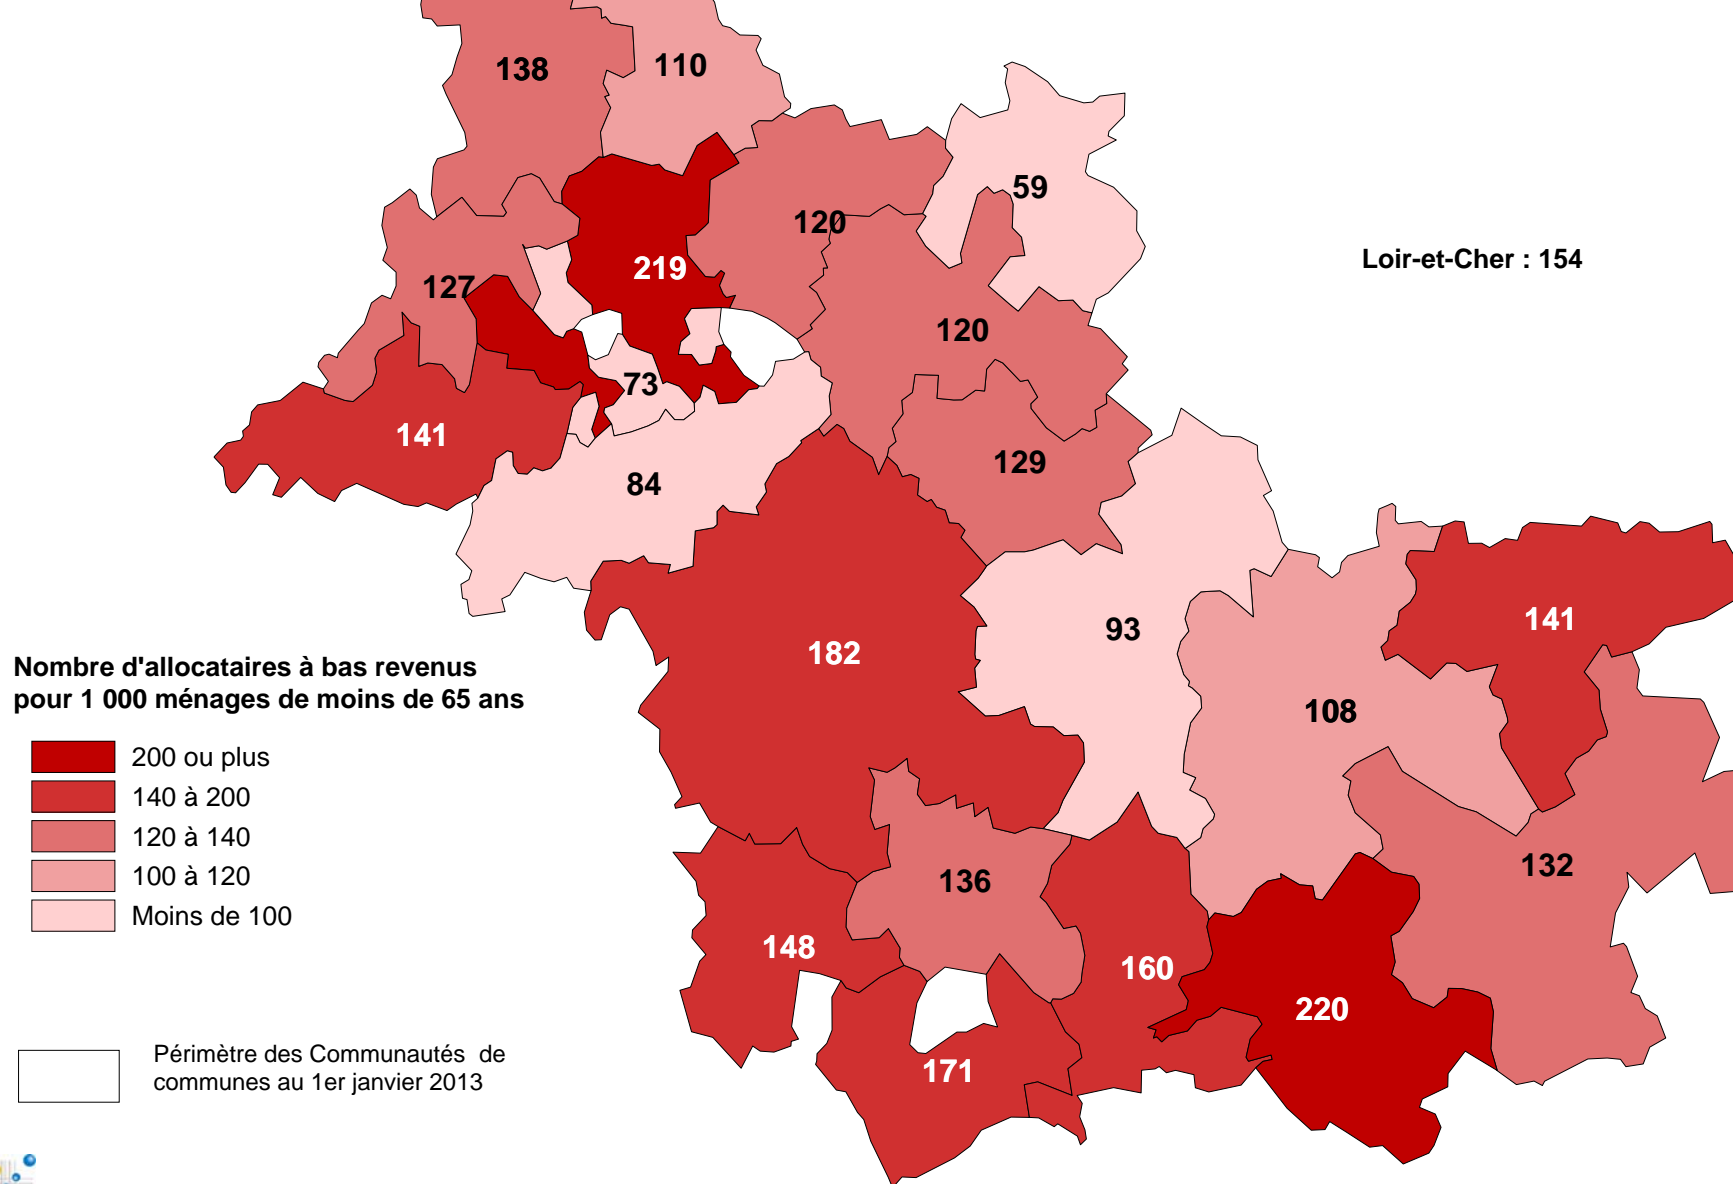 138
110
59
120
219
Loir-et-Cher : 154
127
120
73
141
129
84
141
93
182
Nombre d'allocataires à bas revenus
pour 1 000 ménages de moins de 65 ans
108
200 ou plus
140 à 200
120 à 140
100 à 120
Moins de 100
132
136
148
160
220
171
Périmètre des Communautés de
communes au 1er janvier 2013